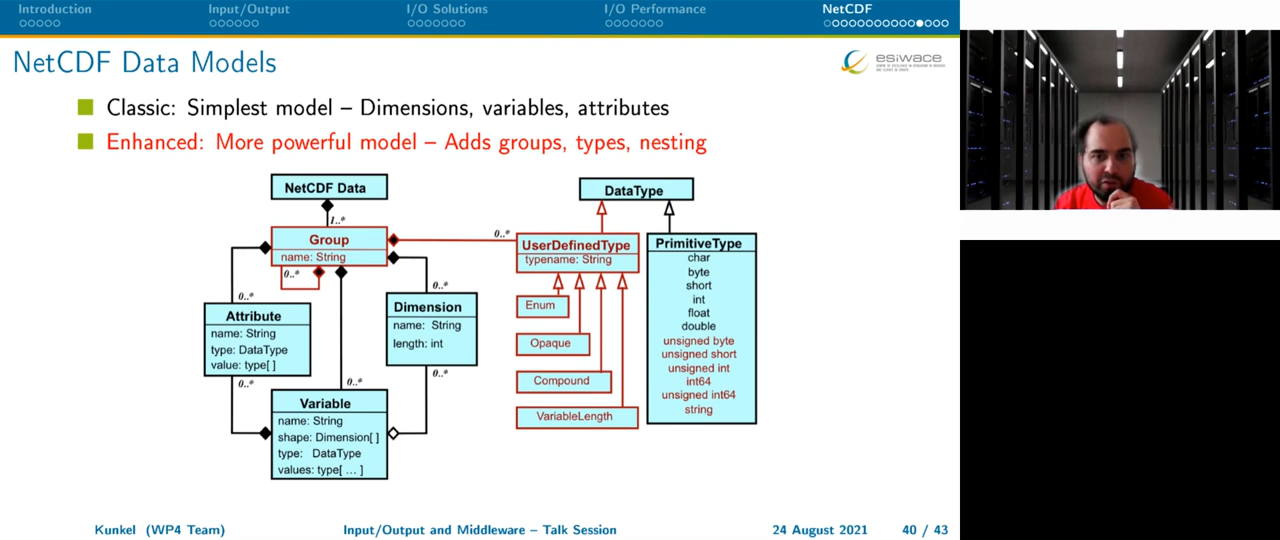 Introduction Input/Output I/O Solutions I/O Performance NetCDF
NetCDF Data Models
esiwace
Classic: Simplest model – Dimensions, variables, attributes
Enhanced: More powerful model – Adds groups, types, nesting
NetCDF Data
1..*
Group
name: String
0..*
0..*
Attribute
name: String
type: DataType
value: type[ ]
0..*
0..*
Dimension
name: String
length: int
0..*
0..*
Variable
name: String
shape: Dimension[ ]
type: DataType
values: type[ ... ]
DataType
0..*
UserDefinedType
typename: String
Enum
Opaque
Compound
VariableLength
PrimitiveType
char
byte
short
int
float
double
unsigned byte
unsigned short
unsigned int
int64
unsigned int64
string
Kunkel (WP4 Team) Input/Output and Middleware – Talk Session 24 August 2021 40 / 43